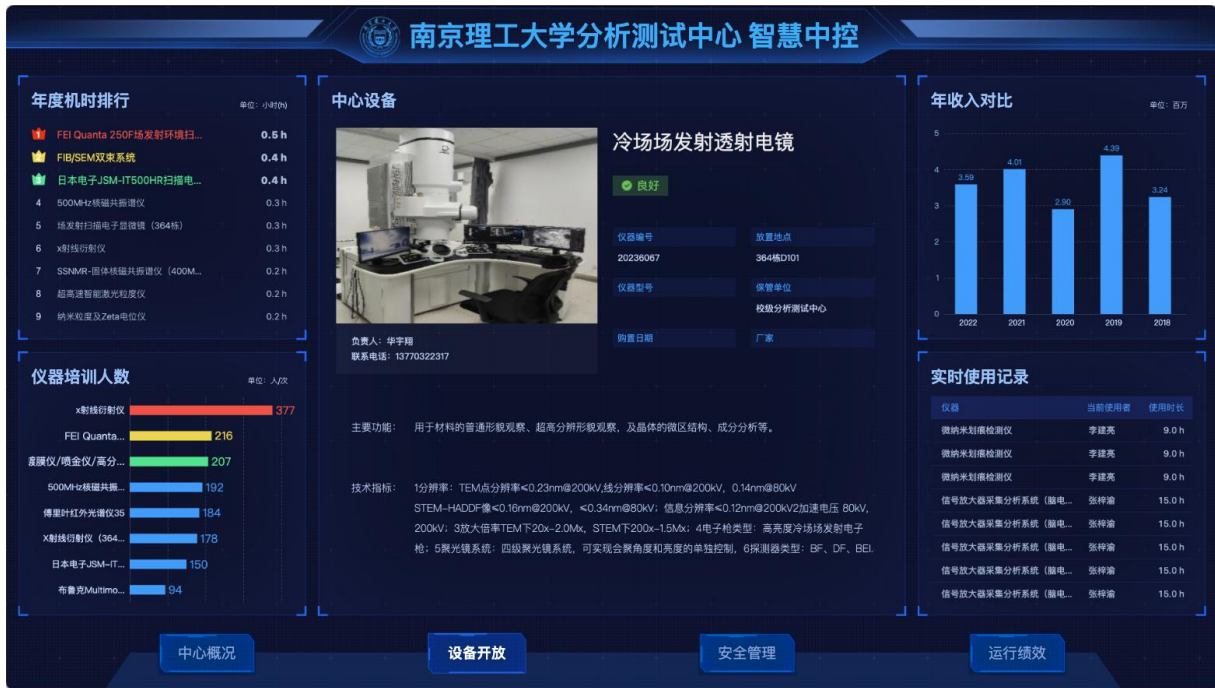 南京理工大学分析测试中心 智慧中控
年度机时排行
单位：小时(h)
1 FEI Quanta 250F场发射环境扫... 0.5 h
2 FIB/SEM双束系统 0.4 h
3 日本电子JSM-IT500HR扫描电... 0.4 h
4 500MHz核磁共振谱仪 0.3 h
5 场发射扫描电子显微镜（364栋） 0.3 h
6 x射线衍射仪 0.3 h
7 SSNMR-固体核磁共振谱仪（400M... 0.2 h
8 超高速智能激光粒度仪 0.2 h
9 纳米粒度及Zeta电位仪 0.2 h
仪器培训人数
单位：人/次
x射线衍射仪 377
FEI Quanta... 216
镀膜仪/喷金仪/高分... 207
500MHz核磁共振... 192
傅里叶红外光谱仪35 184
X射线衍射仪（364... 178
日本电子JSM-IT... 150
布鲁克Multimo... 94
中心设备
冷场场发射透射电镜
良好
仪器编号 放置地点
20236067 364栋D101
仪器型号 保管单位
校级分析测试中心
购置日期 厂家
负责人：华宇翔
联系电话：13770322317
主要功能： 用于材料的普通形貌观察、超高分辨形貌观察，及晶体的微区结构、成分分析等。
技术指标： 1分辨率：TEM点分辨率≤0.23nm@200kV,线分辨率≤0.10nm@200kV，0.14nm@80kV
STEM-HADDF像≤0.16nm@200kV，≤0.34nm@80kV；信息分辨率≤0.12nm@200kV2加速电压 80kV,
200kV；3放大倍率TEM下20x-2.0Mx，STEM下200x-1.5Mx；4电子枪类型：高亮度冷场场发射电子
枪；5聚光镜系统：四级聚光镜系统，可实现会聚角度和亮度的单独控制，6探测器类型：BF、DF、BEI.
年收入对比
单位：百万
5
4
3
2
1
0
3.59
4.01
2.90
4.39
3.24
2022 2021 2020 2019 2018
实时使用记录
仪器 当前使用者 使用时长
微纳米划痕检测仪 李建亮 9.0 h
微纳米划痕检测仪 李建亮 9.0 h
微纳米划痕检测仪 李建亮 9.0 h
信号放大器采集分析系统（脑电... 张梓渝 15.0 h
信号放大器采集分析系统（脑电... 张梓渝 15.0 h
信号放大器采集分析系统（脑电... 张梓渝 15.0 h
信号放大器采集分析系统（脑电... 张梓渝 15.0 h
信号放大器采集分析系统（脑电... 张梓渝 15.0 h
中心概况
设备开放
安全管理
运行绩效